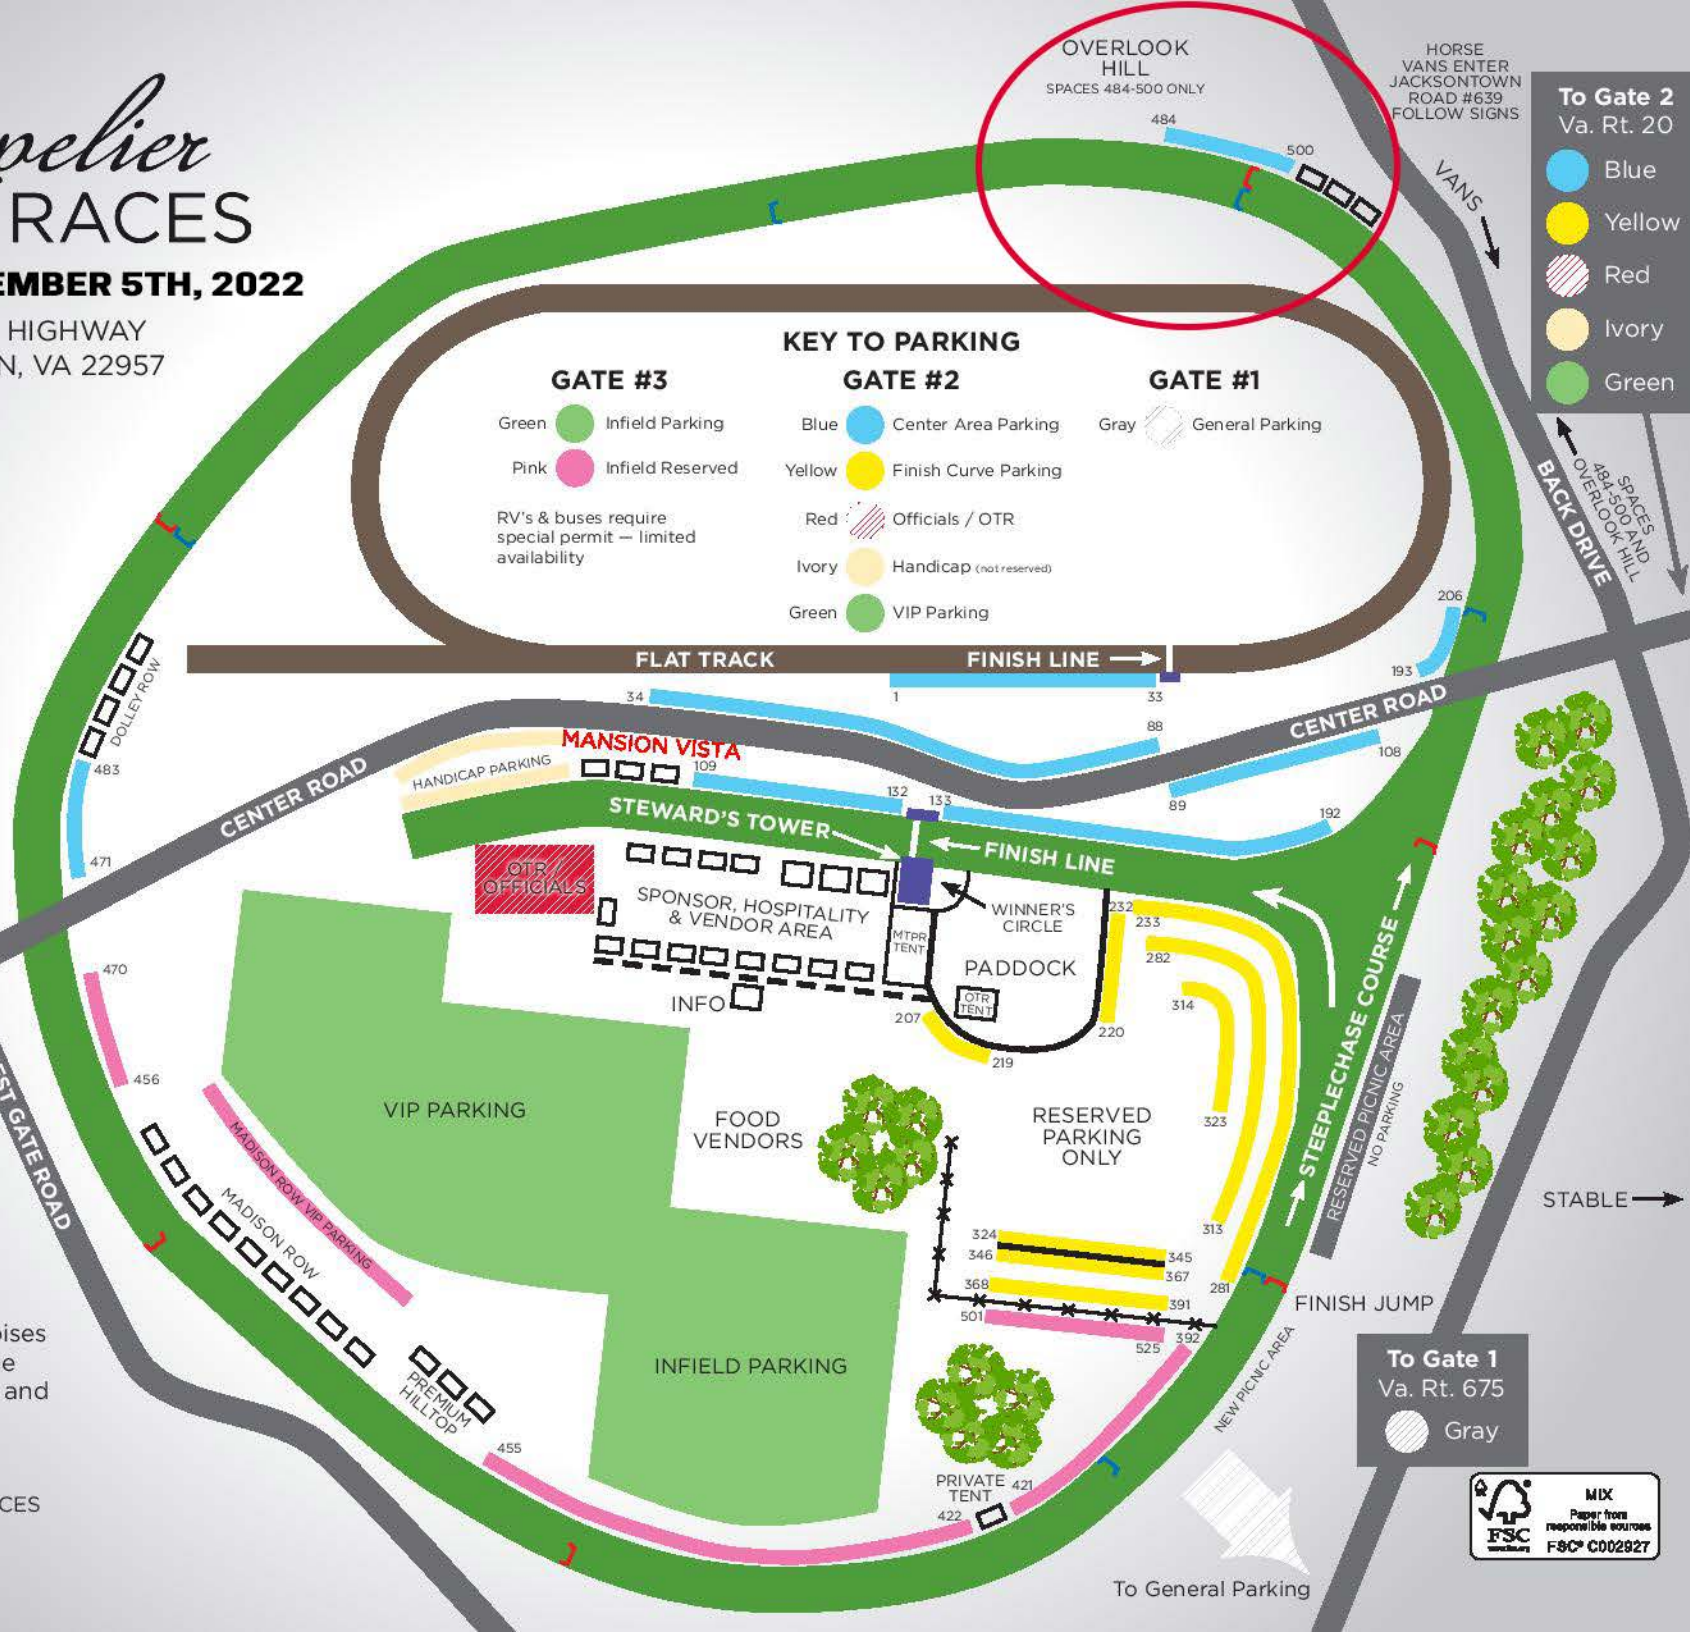 pelier
RACES
EMBER 5TH, 2022
HIGHWAY
N, VA 22957
OVERLOOK
HILL
SPACES 484-500 ONLY
484
500
HORSE
VANS ENTER
JACKSONTOWN
ROAD #639
FOLLOW SIGNS
VANS
To Gate 2
Va. Rt. 20
Blue
Yellow
Red
Ivory
Green
KEY TO PARKING
GATE #3
Green Infield Parking
Pink Infield Reserved
RV's & buses require
special permit — limited
availability
GATE #2
Blue Center Area Parking
Yellow Finish Curve Parking
Red Officials / OTR
Ivory Handicap (not reserved)
Green VIP Parking
GATE #1
Gray General Parking
BACK DRIVE
SPACES
484-500 AND
OVERLOOK HILL
206
193
FLAT TRACK
FINISH LINE
34
1
33
88
CENTER ROAD
108
89
DOLLEY ROW
483
471
CENTER ROAD
MANSION VISTA
HANDICAP PARKING
109
132
133
192
STEWARD'S TOWER
FINISH LINE
OTR /
OFFICIALS
SPONSOR, HOSPITALITY
& VENDOR AREA
MTPR
TENT
WINNER'S
CIRCLE
PADDOCK
OTR
TENT
INFO
207
219
220
232
233
282
314
323
313
281
STEEPLECHASE COURSE
RESERVED PICNIC AREA
NO PARKING
STABLE
470
456
EST GATE ROAD
VIP PARKING
MADISON ROW VIP PARKING
MADISON ROW
FOOD
VENDORS
RESERVED
PARKING
ONLY
324
346
345
367
368
391
501
525
392
FINISH JUMP
NEW PICNIC AREA
INFIELD PARKING
PREMIUM
HILLTOP
455
PRIVATE
TENT
421
422
To Gate 1
Va. Rt. 675
Gray
To General Parking
oises
e
and
CES
FSC
MIX
Paper from
responsible sources
FSC® C002927